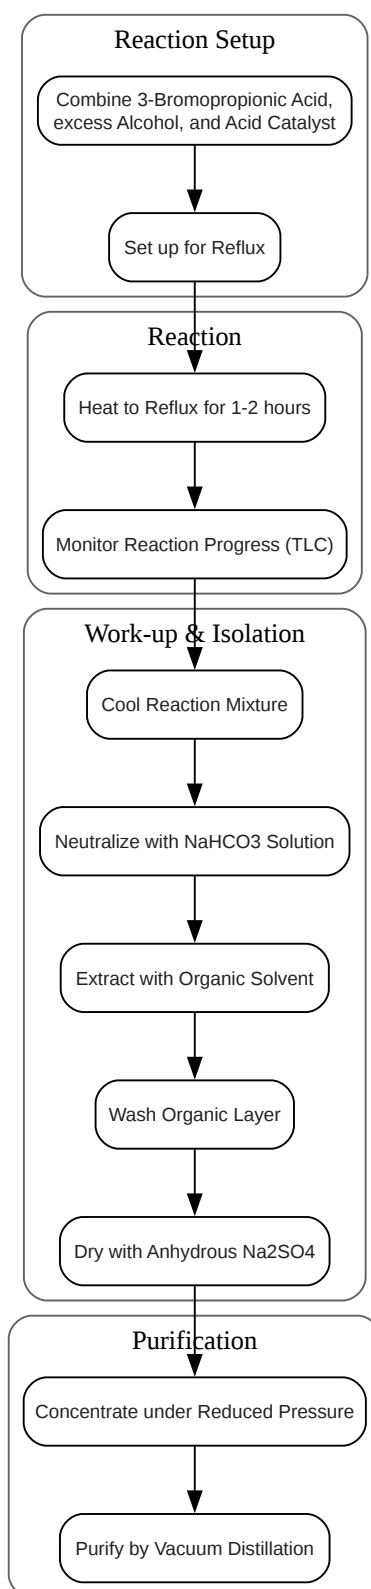 Reaction Setup
Combine 3-Bromopropionic Acid,
excess Alcohol, and Acid Catalyst
Set up for Reflux
Reaction
Heat to Reflux for 1-2 hours
Monitor Reaction Progress (TLC)
Work-up & Isolation
Cool Reaction Mixture
Neutralize with NaHCO3 Solution
Extract with Organic Solvent
Wash Organic Layer
Dry with Anhydrous Na2SO4
Purification
Concentrate under Reduced Pressure
Purify by Vacuum Distillation